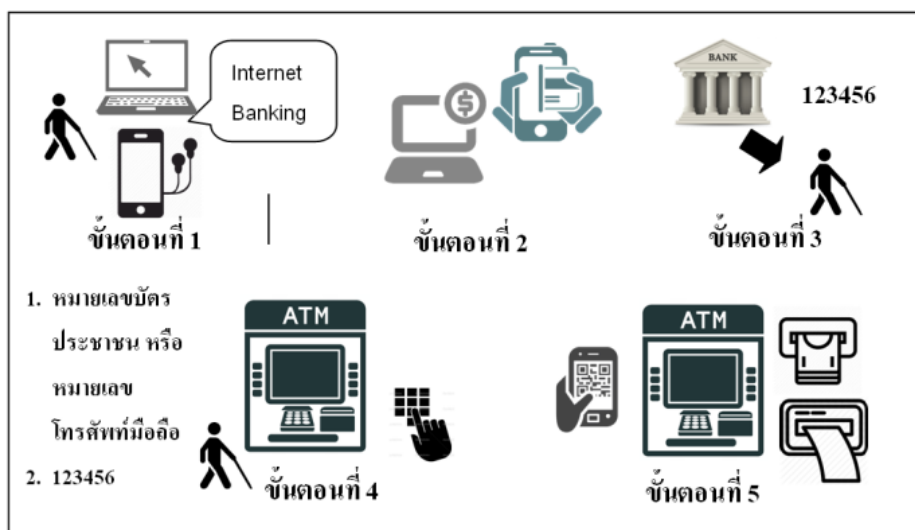 Internet
Banking
BANK
123456
ขั้นตอนที่ 1
ขั้นตอนที่ 2
ขั้นตอนที่ 3
1. หมายเลขบัตร
ประชาชน หรือ
หมายเลข
โทรศัพท์มือถือ
2. 123456
ATM
ขั้นตอนที่ 4
ATM
ขั้นตอนที่ 5